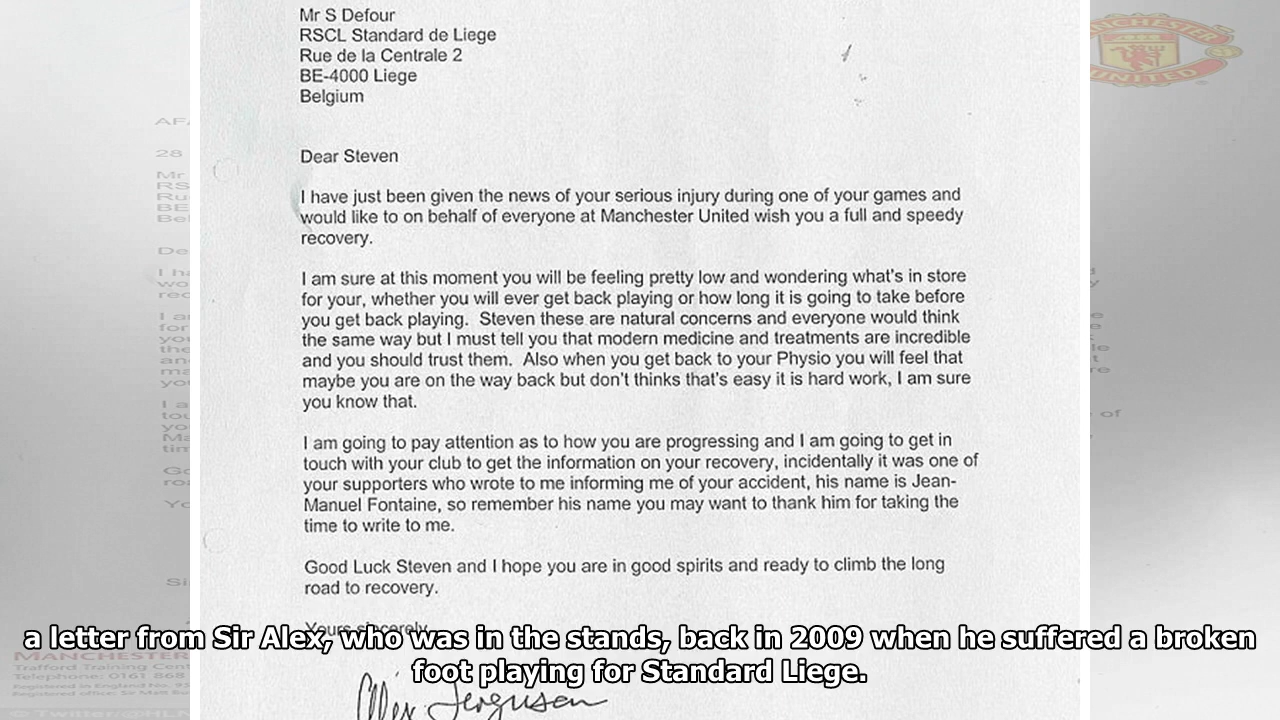 Mr S Defour
RSCL Standard de Liege
Rue de la Centrale 2
BE-4000 Liege
Belgium
Dear Steven
I have just been given the news of your serious injury during one of your games and
would like to on behalf of everyone at Manchester United wish you a full and speedy
recovery.
I am sure at this moment you will be feeling pretty low and wondering what's in store
for your, whether you will ever get back playing or how long it is going to take before
you get back playing. Steven these are natural concerns and everyone would think
the same way but I must tell you that modern medicine and treatments are incredible
and you should trust them. Also when you get back to your Physio you will feel that
maybe you are on the way back but don't thinks that's easy it is hard work, I am sure
you know that.
I am going to pay attention as to how you are progressing and I am going to get in
touch with your club to get the information on your recovery, incidentally it was one of
your supporters who wrote to me informing me of your accident, his name is Jean-
Manuel Fontaine, so remember his name you may want to thank him for taking the
time to write to me.
Good Luck Steven and I hope you are in good spirits and ready to climb the long
road to recovery.
Yours sincerely
Alex Ferguson
a letter from Sir Alex, who was in the stands, back in 2009 when he suffered a broken
foot playing for Standard Liege.
MANCHESTER
UNITED
MANCHESTER
Trafford Training Cent
Telephone: 0161 868